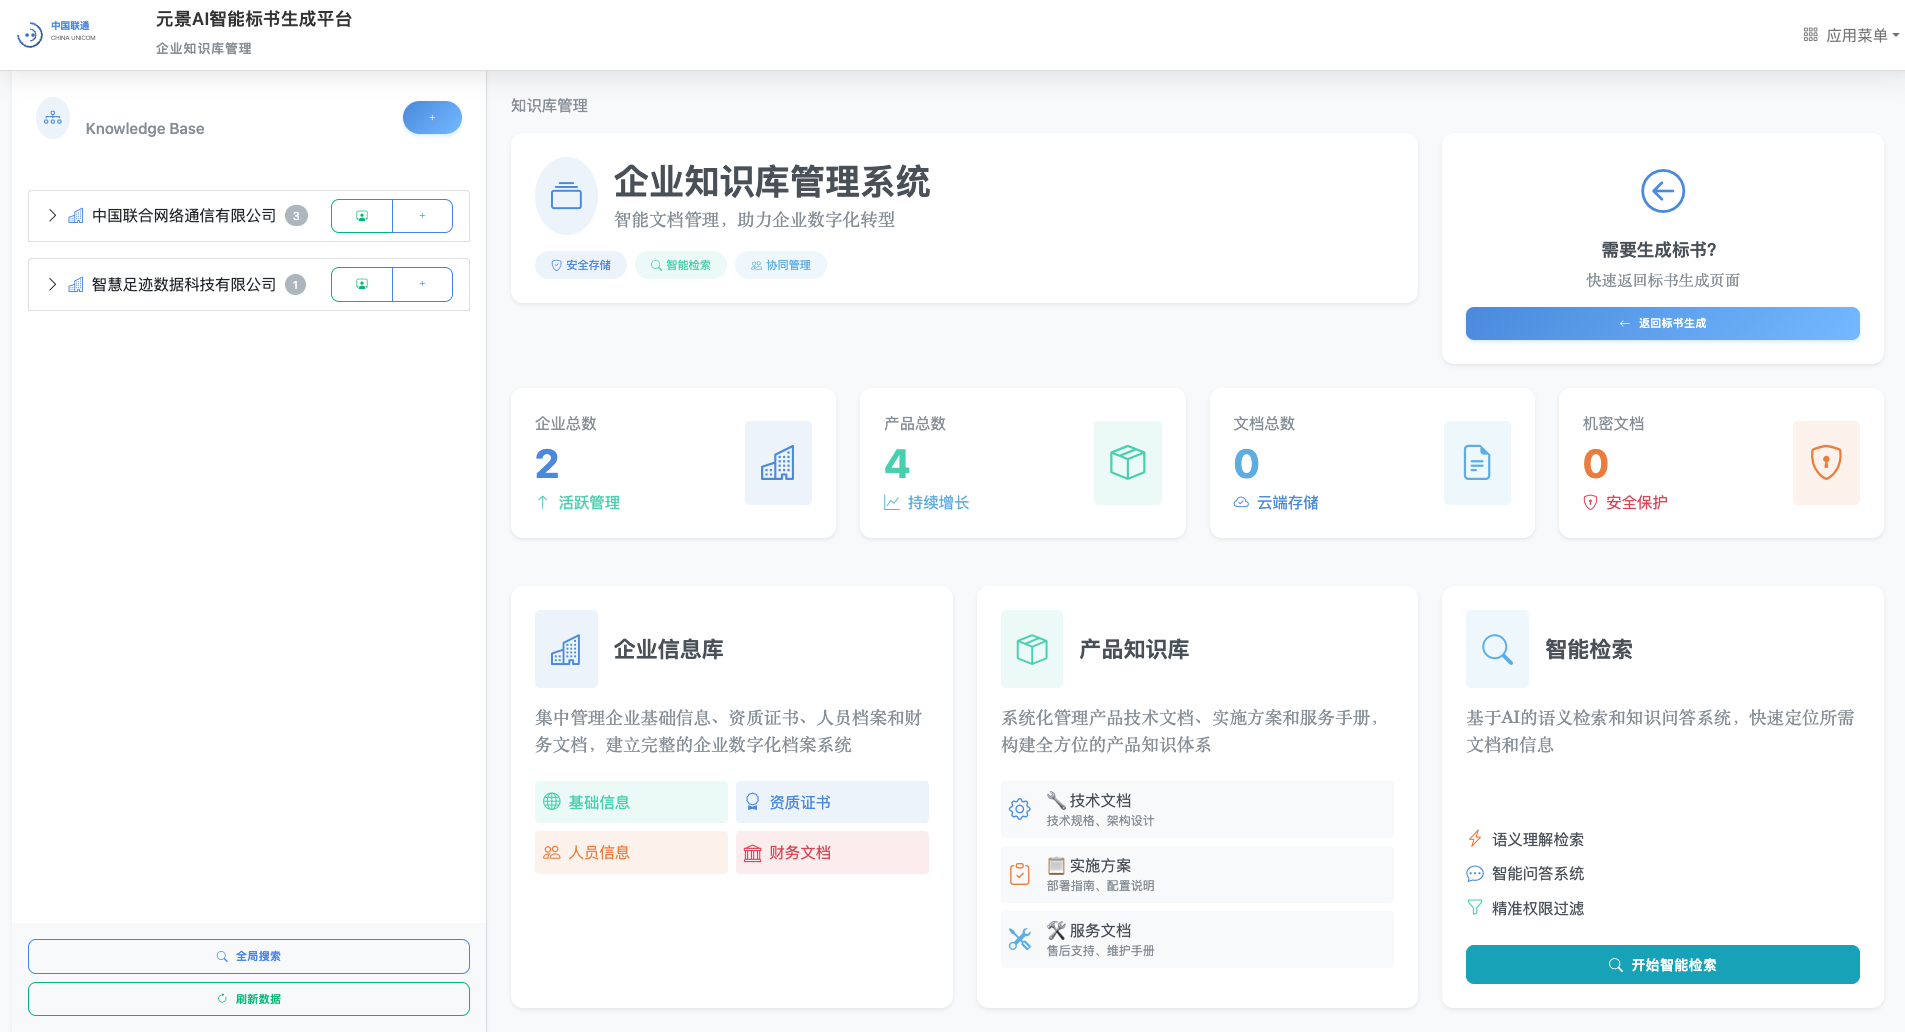 中国联通
CHINA UNICOM
元景AI智能标书生成平台
企业知识库管理
应用菜单
Knowledge Base
+
中国联合网络通信有限公司 3
+
智慧足迹数据科技有限公司 1
+
知识库管理
企业知识库管理系统
智能文档管理，助力企业数字化转型
安全存储
智能检索
协同管理
需要生成标书?
快速返回标书生成页面
← 返回标书生成
企业总数
2
↑ 活跃管理
产品总数
4
持续增长
文档总数
0
云端存储
机密文档
0
安全保护
企业信息库
集中管理企业基础信息、资质证书、人员档案和财
务文档，建立完整的企业数字化档案系统
基础信息
资质证书
人员信息
财务文档
产品知识库
系统化管理产品技术文档、实施方案和服务手册，
构建全方位的产品知识体系
🔧 技术文档
技术规格、架构设计
📋 实施方案
部署指南、配置说明
🛠 服务文档
售后支持、维护手册
智能检索
基于AI的语义检索和知识问答系统，快速定位所需
文档和信息
语义理解检索
智能问答系统
精准权限过滤
开始智能检索
全局搜索
刷新数据